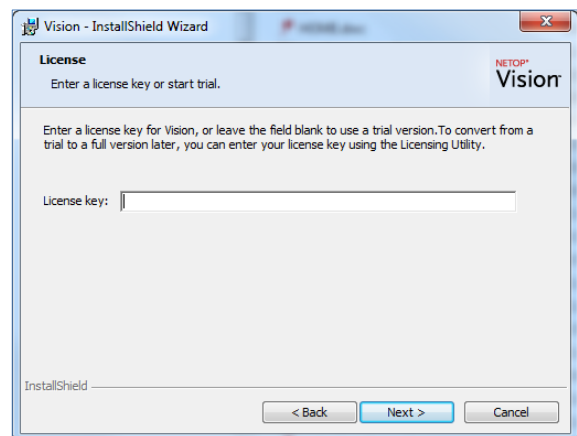 Vision - InstallShield Wizard
License
Enter a license key or start trial.
NETOP
Vision
Enter a license key for Vision, or leave the field blank to use a trial version.To convert from a
trial to a full version later, you can enter your license key using the Licensing Utility.
License key:
InstallShield
< Back
Next >
Cancel